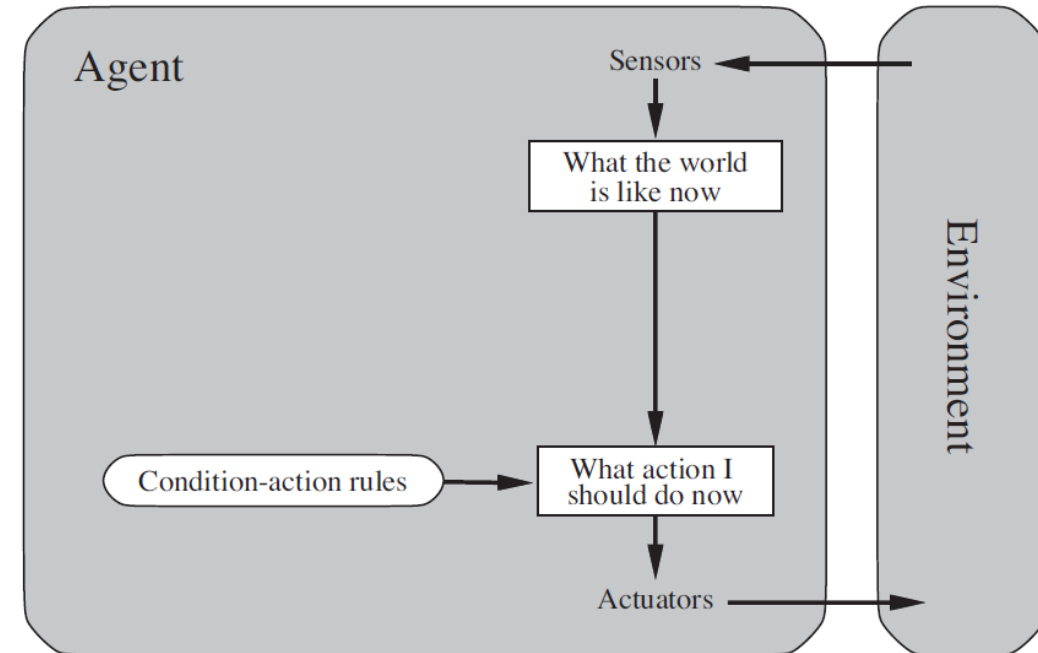 Agent
Sensors
What the world
is like now
Environment
Condition-action rules
What action I
should do now
Actuators